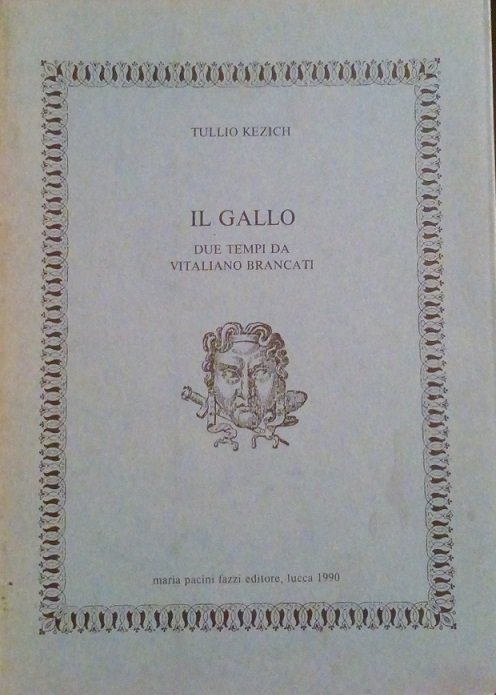 TULLIO KEZICH
IL GALLO
DUE TEMPI DA
VITALIANO BRANCATI
maria pacini fazzi editore, lucca 1990